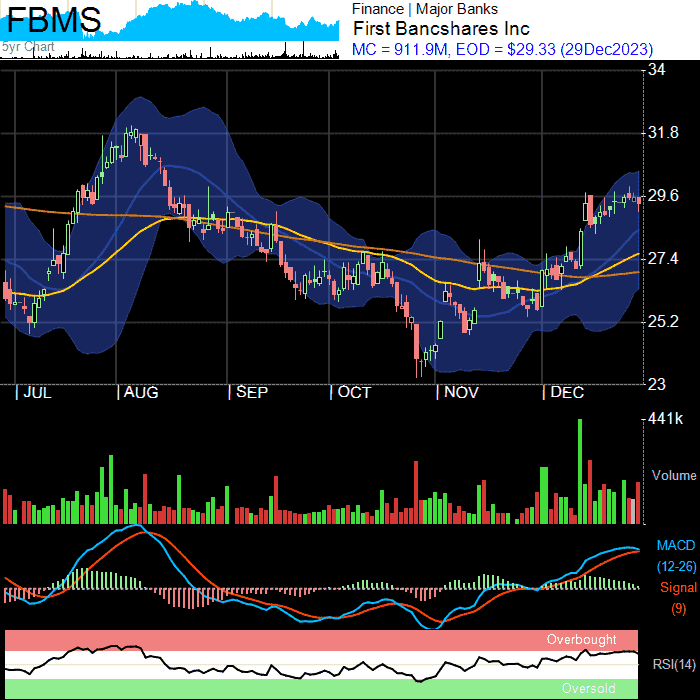 FBMS
5yr Chart
Finance | Major Banks
First Bancshares Inc
MC = 911.9M, EOD = $29.33 (29Dec2023)
34
31.8
29.6
27.4
25.2
23
| JUL | AUG | SEP | OCT | NOV | DEC
441k
Volume
MACD
(12-26)
Signal
(9)
Overbought
RSI(14)
Oversold